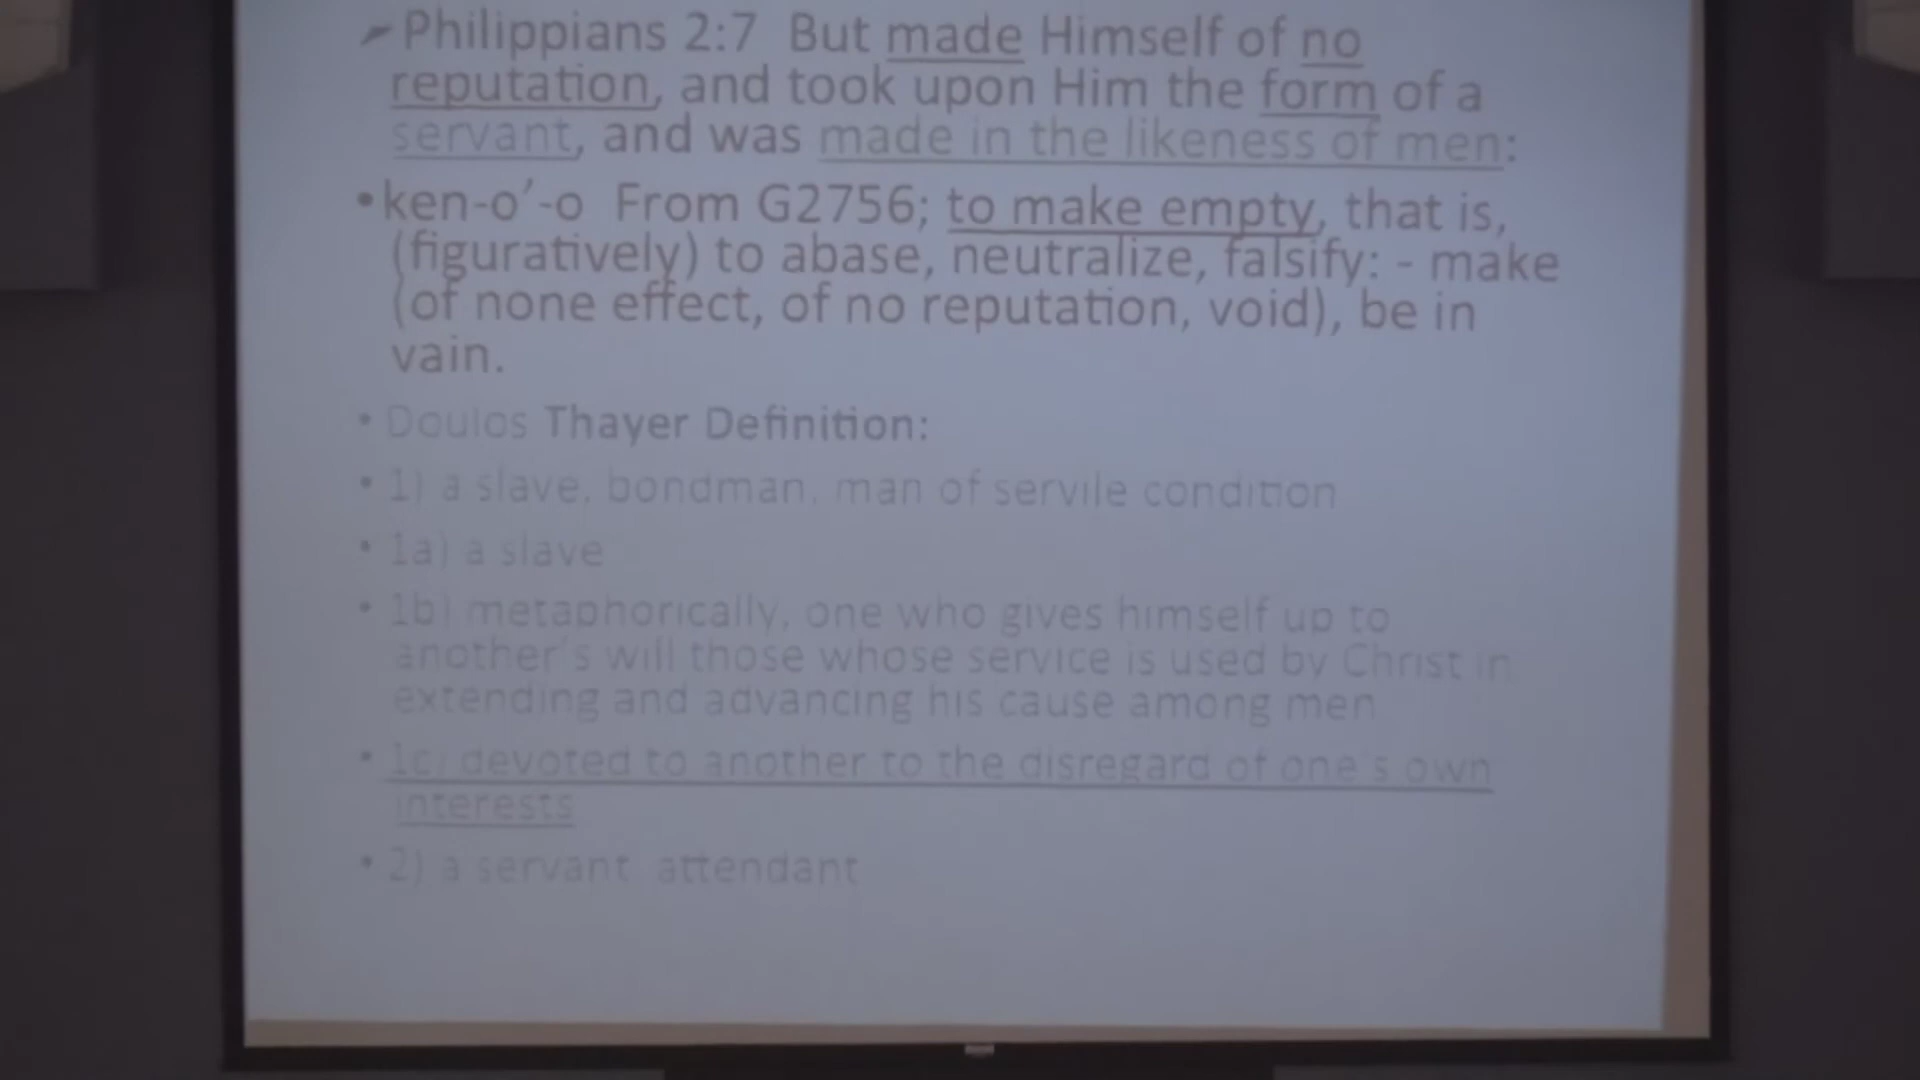 Philippians 2:7 But made Himself of no
reputation, and took upon Him the form of a
servant, and was made in the likeness of men:
•ken-o′-o From G2756; to make empty, that is,
(figuratively) to abase, neutralize, falsify: - make
(of none effect, of no reputation, void), be in
vain.
• Doulos Thayer Definition:
• 1) a slave, bondman, man of servile condition
• 1a) a slave
• 1b) metaphorically, one who gives himself up to
another's will those whose service is used by Christ in
extending and advancing his cause among men
• 1c) devoted to another to the disregard of one's own
interests
• 2) a servant attendant